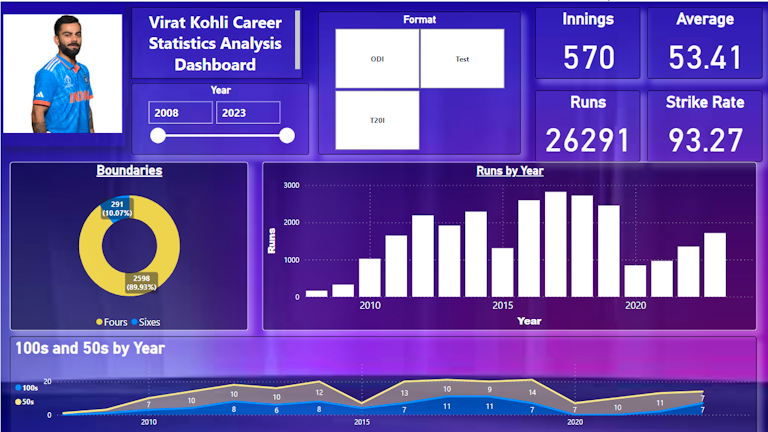 Virat Kohli Career
Statistics Analysis
Dashboard
Year
2008
2023
Format
ODI
Test
T20I
Innings
570
Average
53.41
Runs
26291
Strike Rate
93.27
Boundaries
291
(10.07%)
2598
(89.93%)
Fours
Sixes
Runs by Year
Runs
3000
2000
1000
0
2010
2015
2020
Year
100s and 50s by Year
100s
50s
20
0
7 10 10 10 12 13 10 9 14 7 10 11 7
8 6 8 7 11 11 7 7
2010
2015
2020